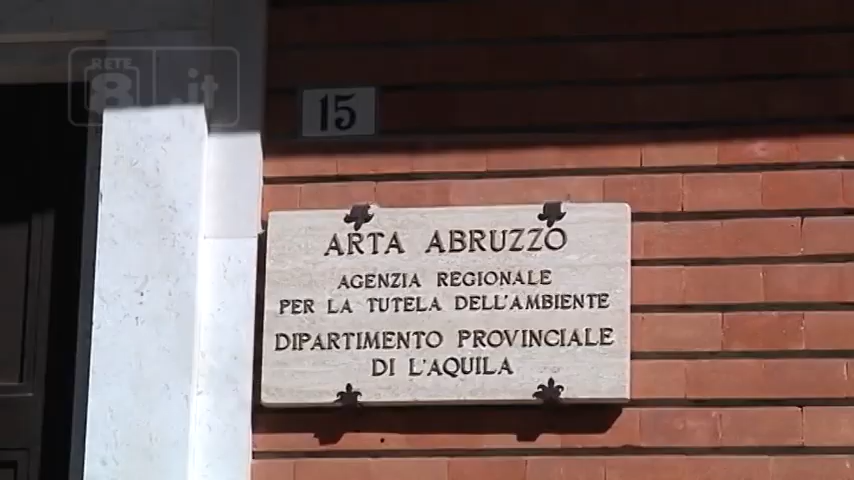 RETE
8 .it
15
ARTA ABRUZZO
AGENZIA REGIONALE
PER LA TUTELA DELL'AMBIENTE
DIPARTIMENTO PROVINCIALE
DI L'AQUILA